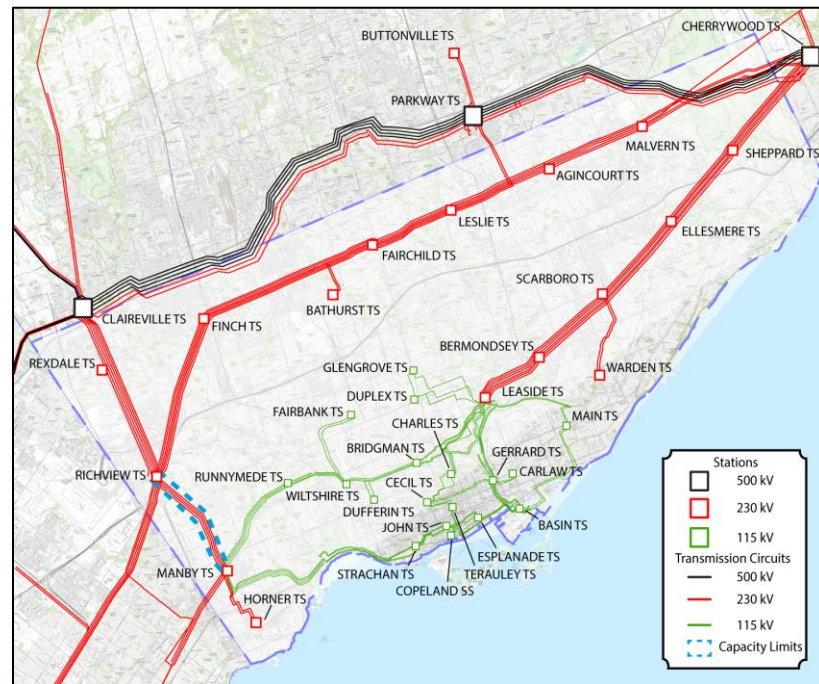 CHERRYWOOD TS
BUTTONVILLE TS
PARKWAY TS
MALVERN TS
SHEPPARD TS
AGINCOURT TS
LESLIE TS
ELLESMERE TS
FAIRCHILD TS
SCARBORO TS
BATHURST TS
CLAIREVILLE TS
FINCH TS
BERMONDSEY TS
REXDALE TS
GLENGROVE TS
WARDEN TS
LEASIDE TS
DUPLEX TS
FAIRBANK TS
CHARLES TS
MAIN TS
BRIDGMAN TS
GERRARD TS
RICHVIEW TS
RUNNYMEDE TS
CARLAW TS
WILTSHIRE TS
CECIL TS
DUFFERIN TS
JOHN TS
BASIN TS
ESPLANADE TS
MANBY TS
STRACHAN TS
TERAULEY TS
COPELAND SS
HORNER TS
Stations
500 kV
230 kV
115 kV
Transmission Circuits
500 kV
230 kV
115 kV
Capacity Limits